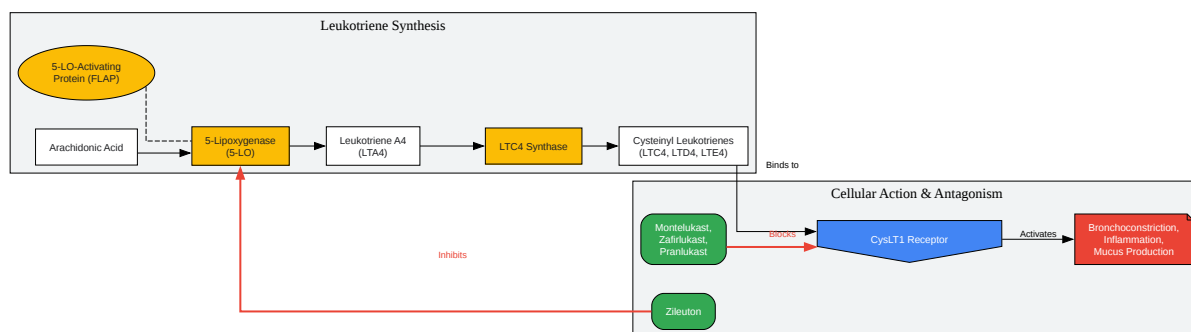 Leukotriene Synthesis
5-LO-Activating
Protein (FLAP)
Arachidonic Acid
5-Lipoxygenase
(5-LO)
Leukotriene A4
(LTA4)
LTC4 Synthase
Cysteinyl Leukotrienes
(LTC4, LTD4, LTE4)
Binds to
Cellular Action & Antagonism
Montelukast,
Zafirlukast,
Pranlukast
Blocks
CysLT1 Receptor
Activates
Bronchoconstriction,
Inflammation,
Mucus Production
Inhibits
Zileuton